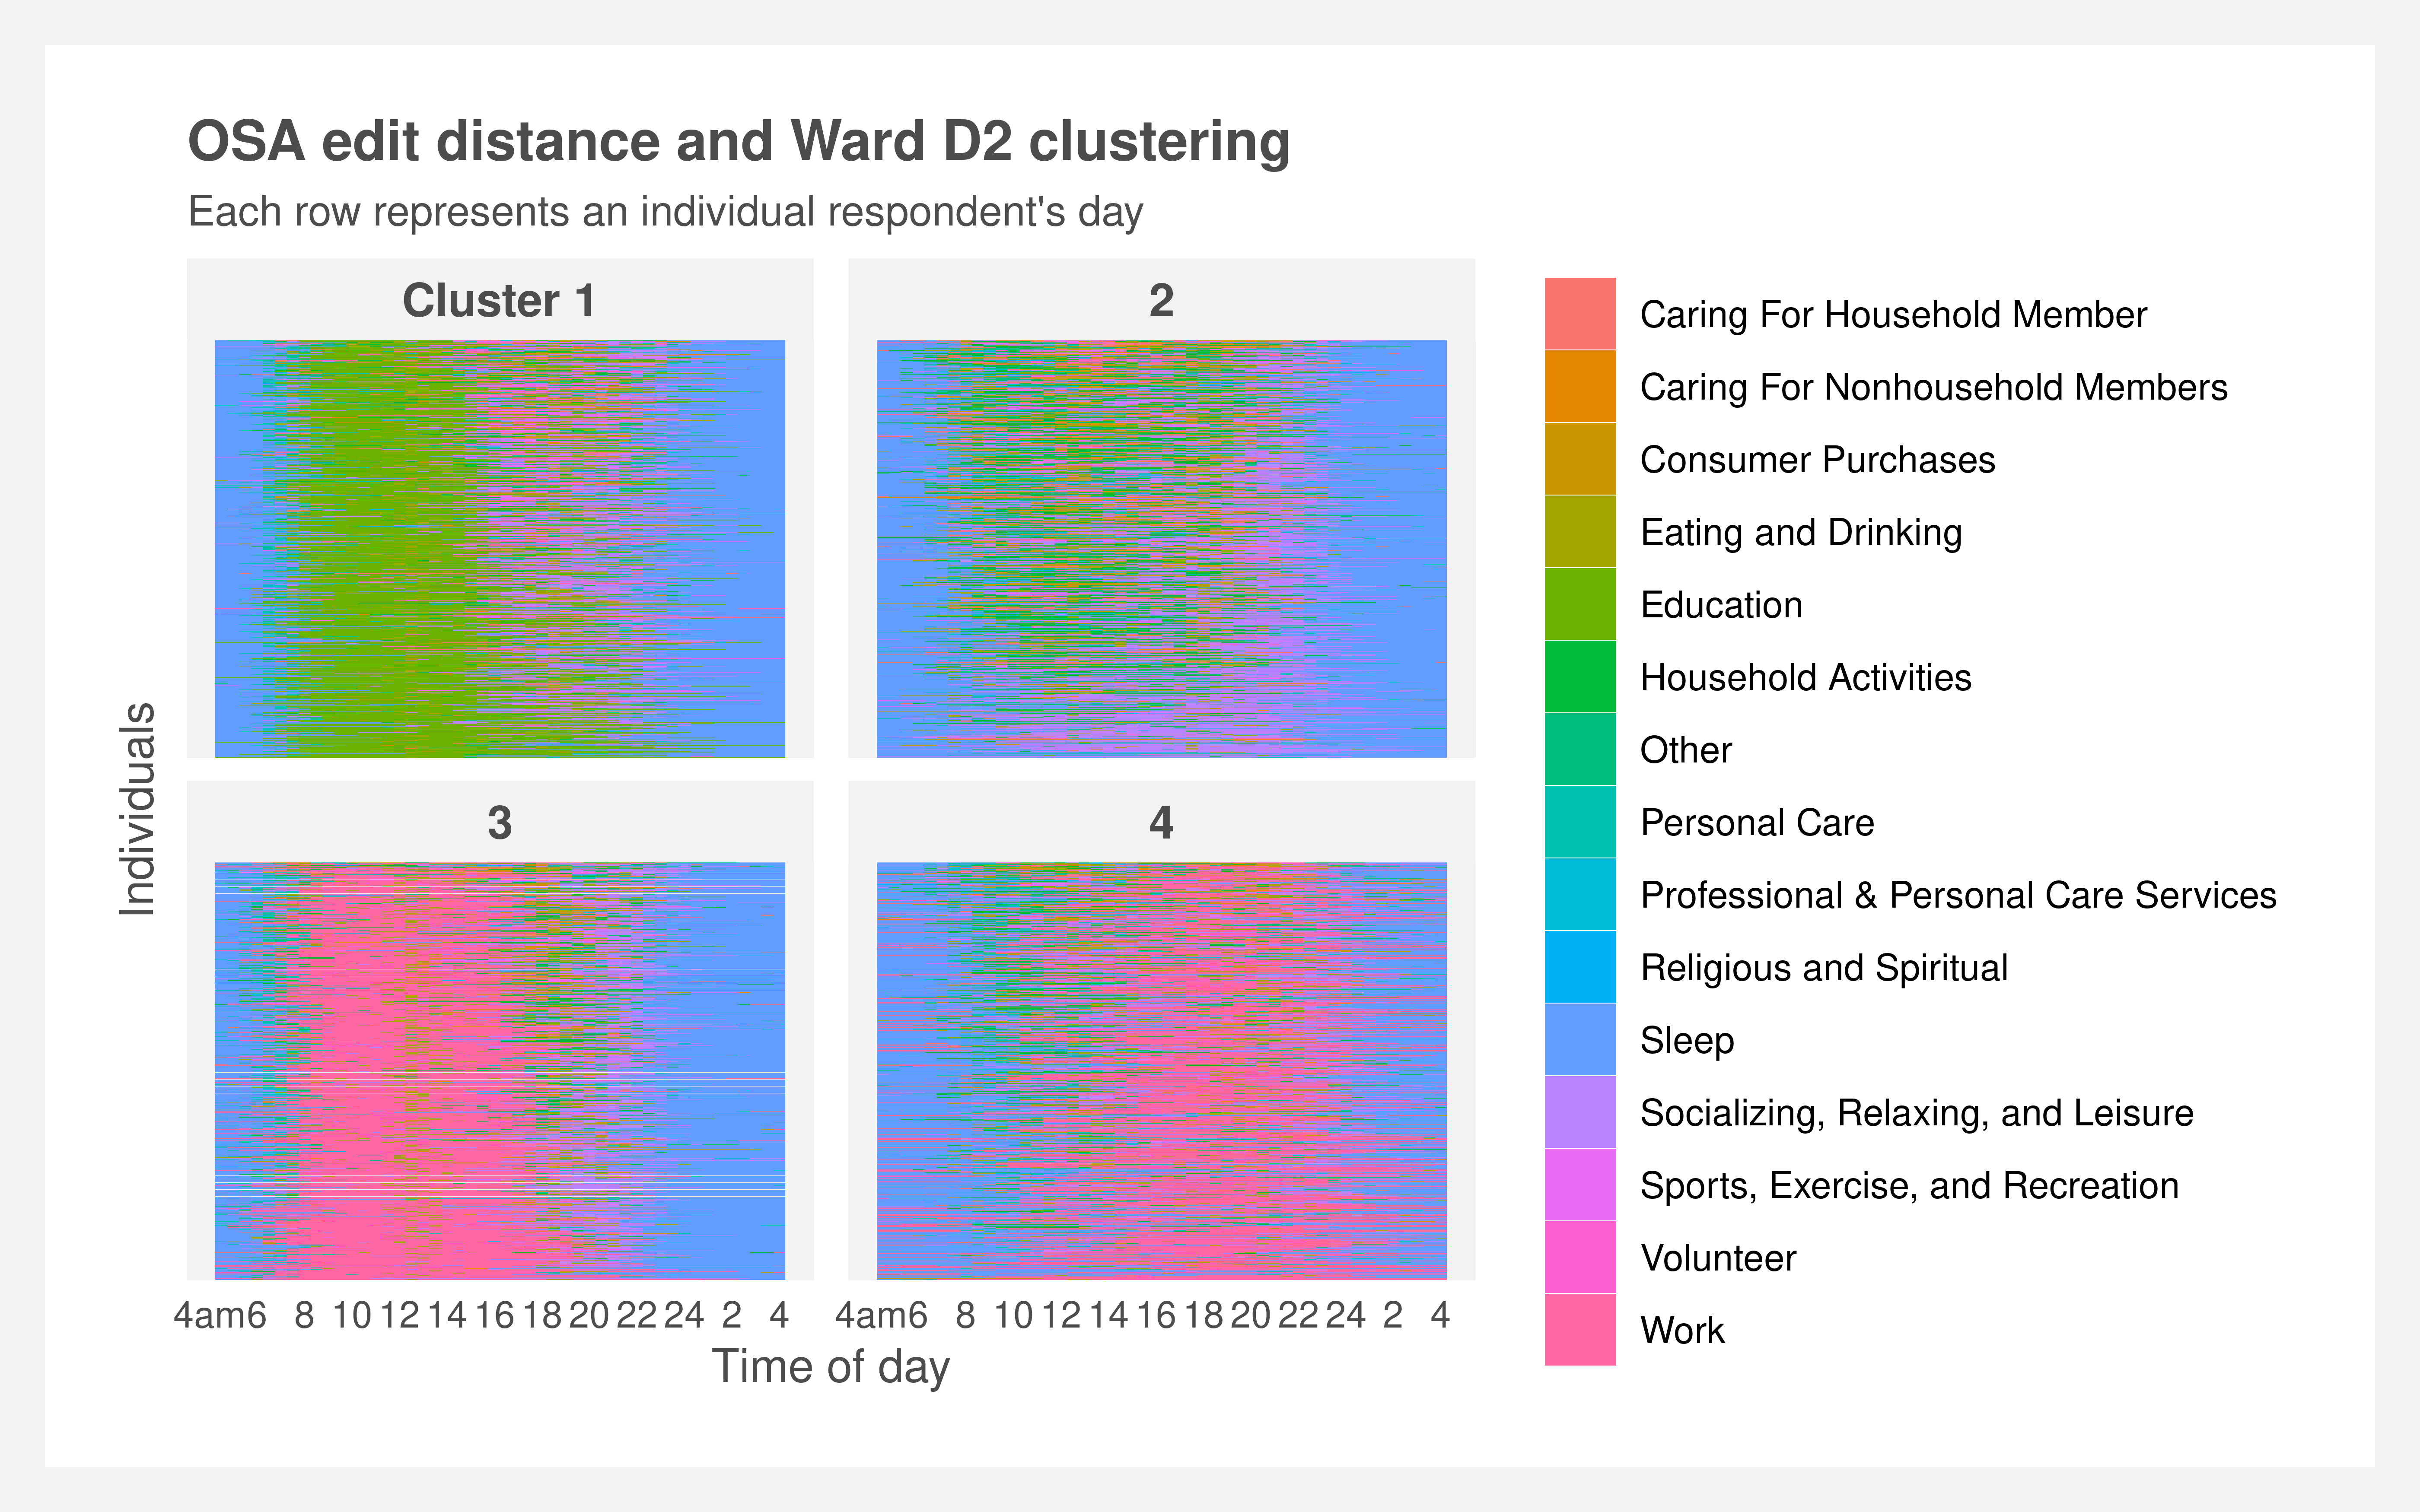 OSA edit distance and Ward D2 clustering
Each row represents an individual respondent's day
Cluster 1
2
3
4
Individuals
4am6 8 10 12 14 16 18 20 22 24 2 4
4am6 8 10 12 14 16 18 20 22 24 2 4
Time of day
Caring For Household Member
Caring For Nonhousehold Members
Consumer Purchases
Eating and Drinking
Education
Household Activities
Other
Personal Care
Professional & Personal Care Services
Religious and Spiritual
Sleep
Socializing, Relaxing, and Leisure
Sports, Exercise, and Recreation
Volunteer
Work